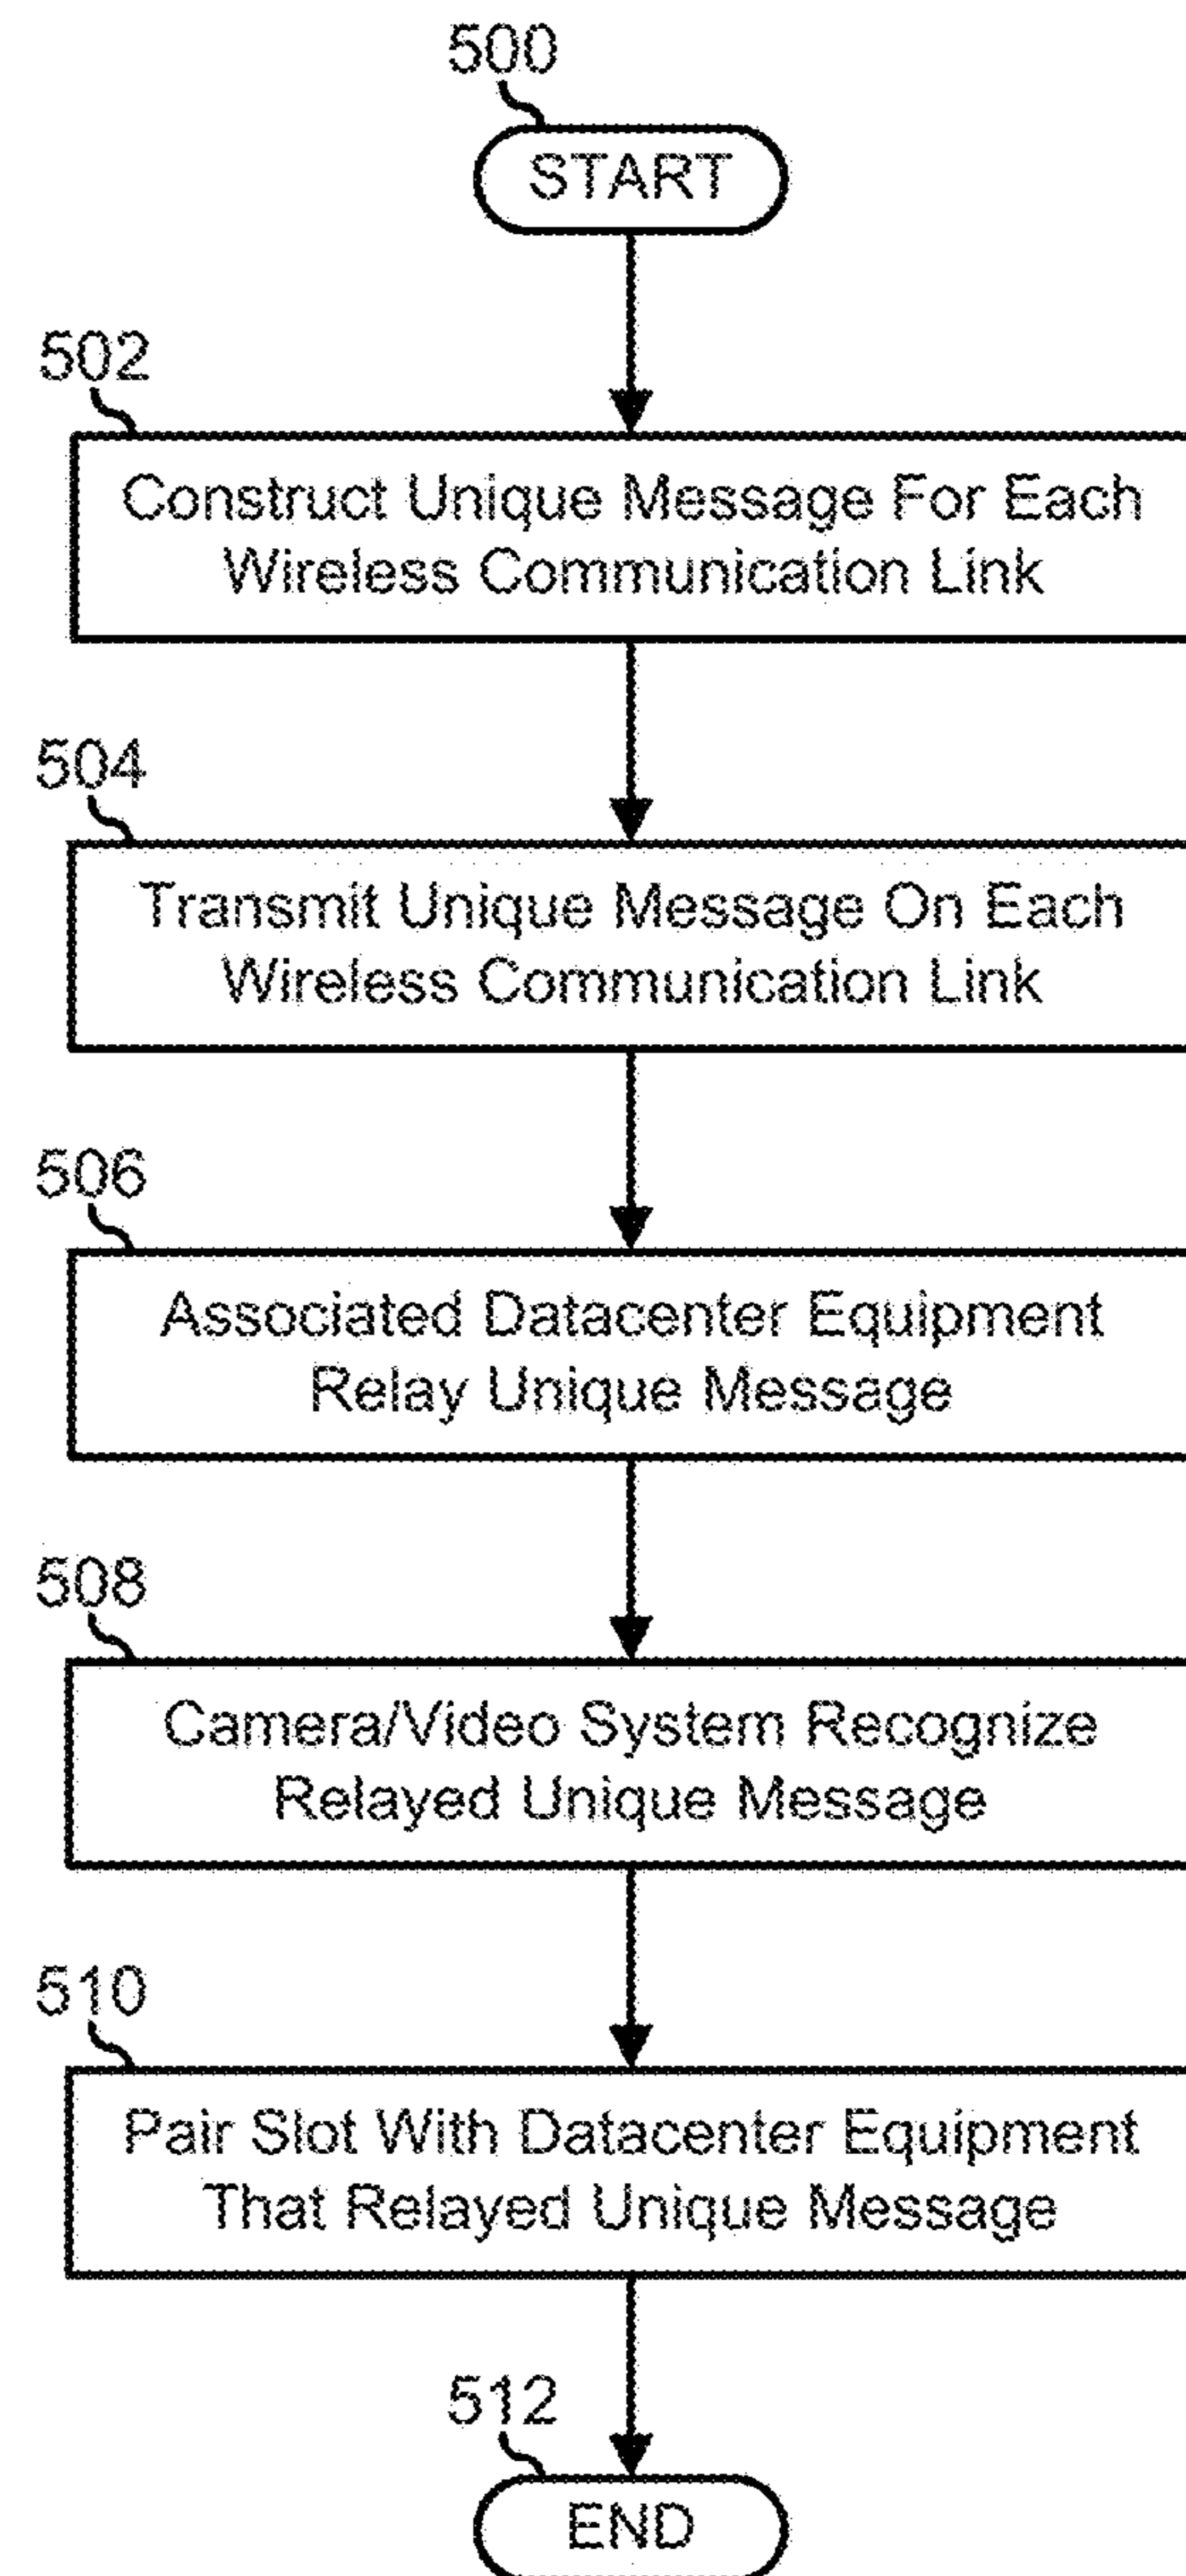 500
START
502
Construct Unique Message For Each
Wireless Communication Link
504
Transmit Unique Message On Each
Wireless Communication Link
506
Associated Datacenter Equipment
Relay Unique Message
508
Camera/Video System Recognize
Relayed Unique Message
510
Pair Slot With Datacenter Equipment
That Relayed Unique Message
512
END